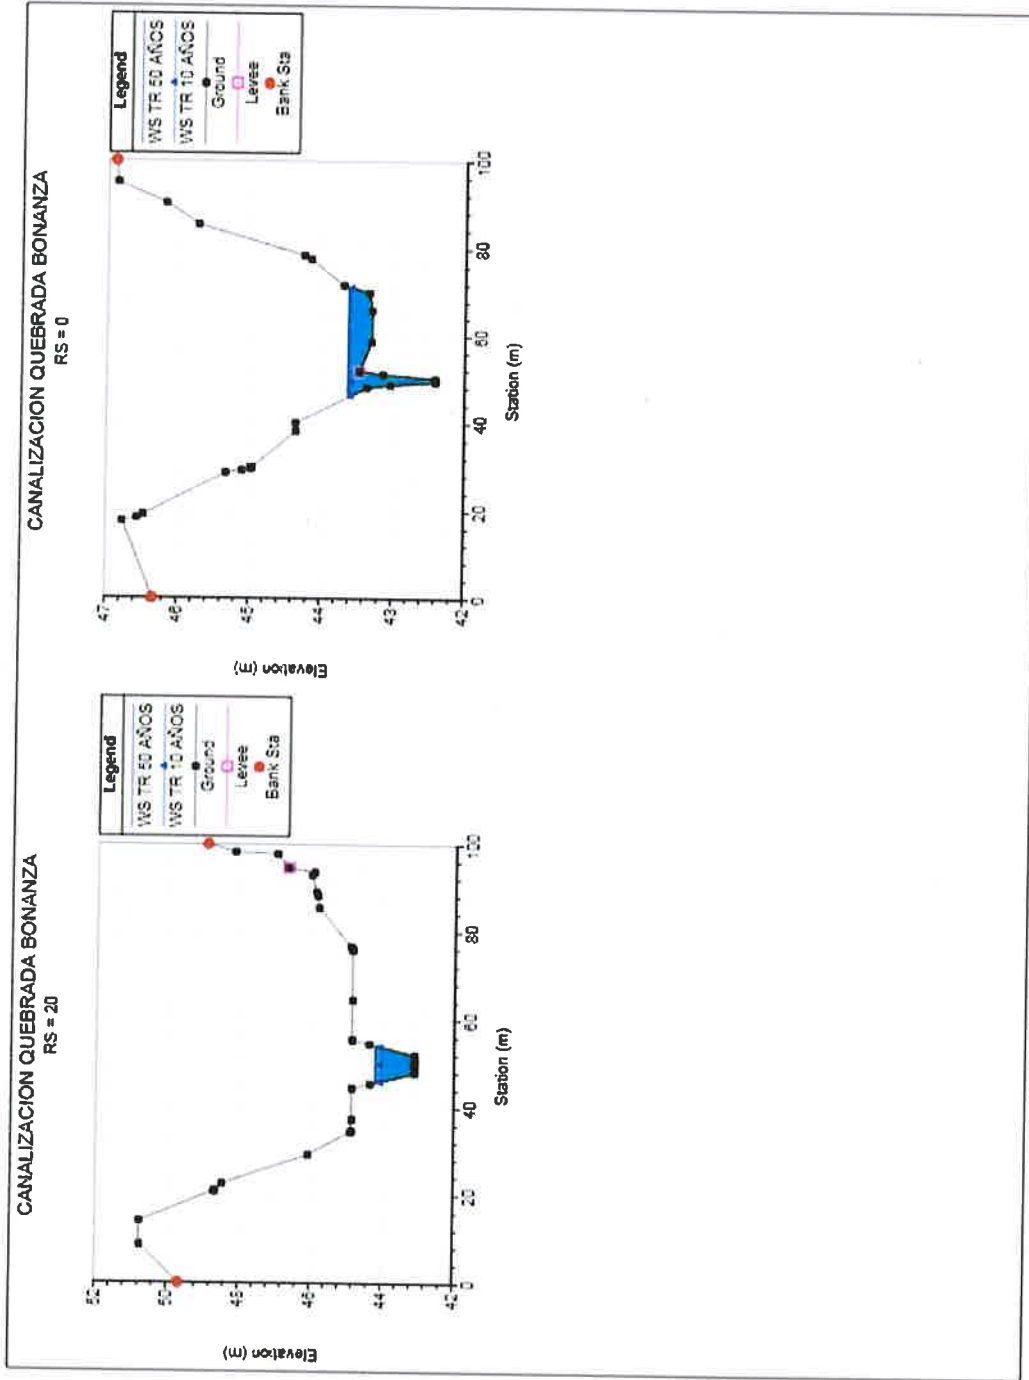 CANALIZACION QUEBRADA BONANZA
RS = 20
Elevation (m)
52
50
48
46
44
42
0
20
40
60
80
100
Station (m)
Legend
WS TR 50 AÑOS
WS TR 10 AÑOS
Ground
Levee
Bank Sta
CANALIZACION QUEBRADA BONANZA
RS = 0
Elevation (m)
47
46
45
44
43
42
0
20
40
60
80
100
Station (m)
Legend
WS TR 50 AÑOS
WS TR 10 AÑOS
Ground
Levee
Bank Sta